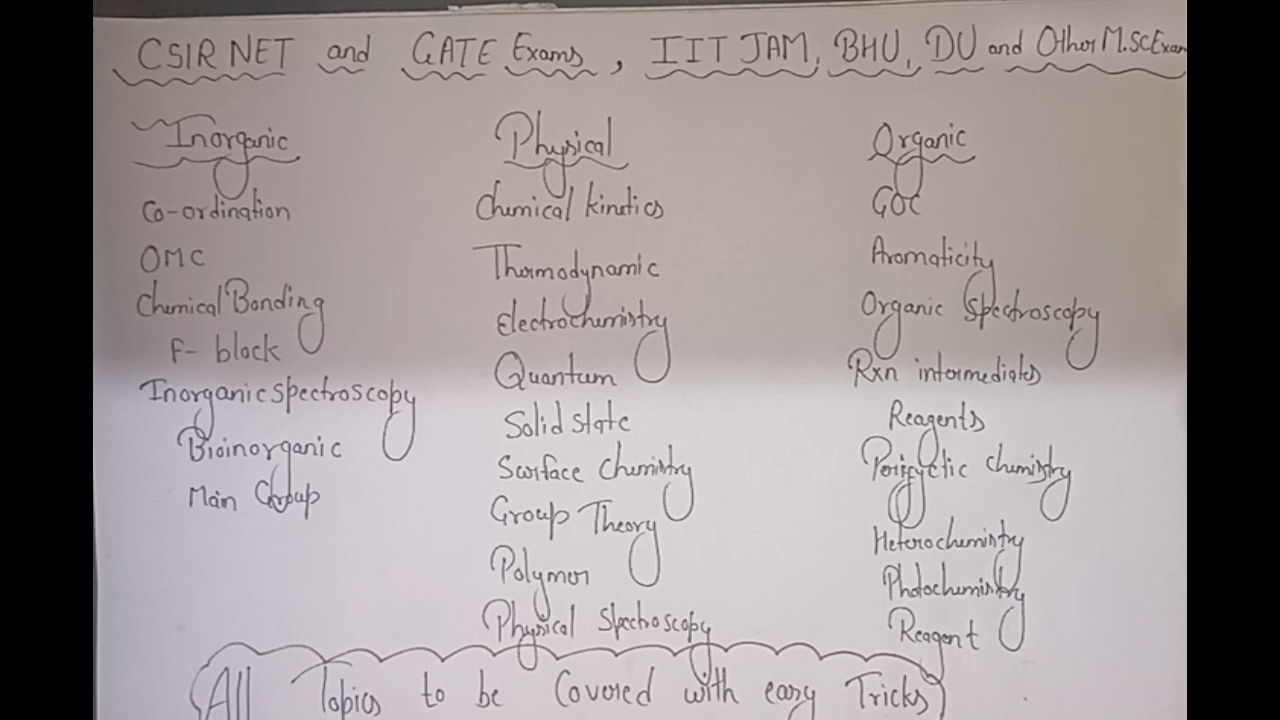 CSIR NET and GATE Exams, IIT JAM, BHU, DU and Other M.Sc Exam
Inorganic
Co-ordination
OMC
Chemical Bonding
F- block
Inorganic spectroscopy
Bioinorganic
Main Group
Physical
Chemical kinetics
Thermodynamic
Electrochemistry
Quantum
Solid state
Surface Chemistry
Group Theory
Polymer
Physical Spectroscopy
Organic
GOC
Aromaticity
Organic Spectroscopy
Rxn intermediates
Reagents
Pericyclic chemistry
Heterochemistry
Photochemistry
Reagent
All Topics to be Covered with easy Tricks